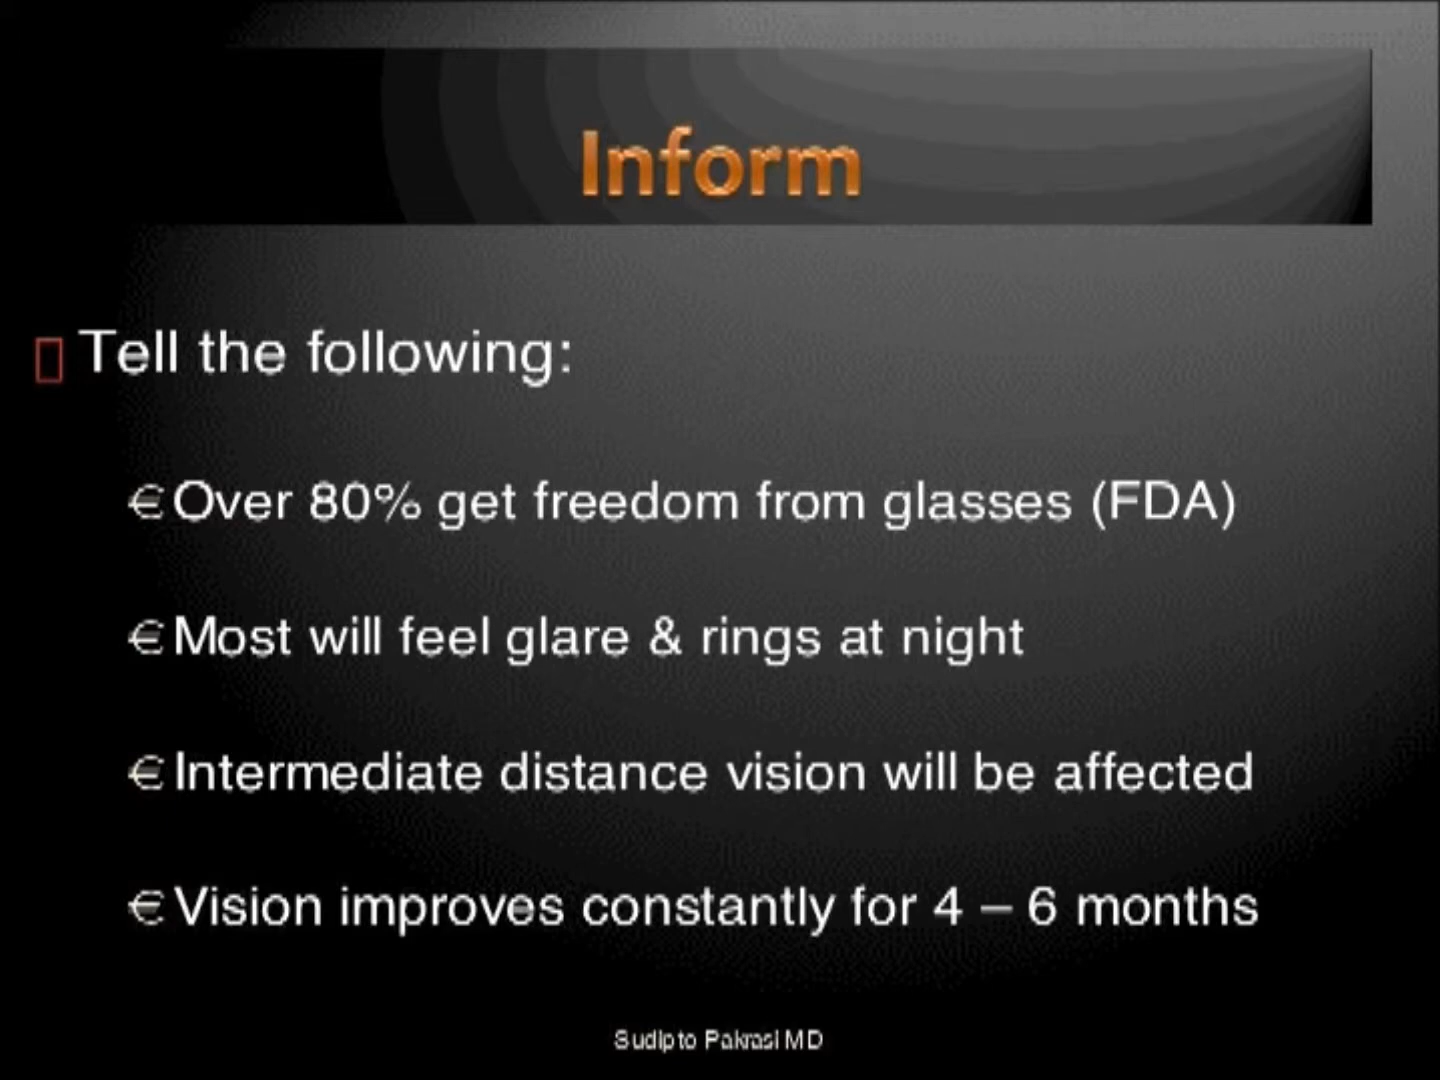 Inform
Tell the following:
€ Over 80% get freedom from glasses (FDA)
€ Most will feel glare & rings at night
€ Intermediate distance vision will be affected
€ Vision improves constantly for 4 – 6 months
Sudipto Pakrasi MD